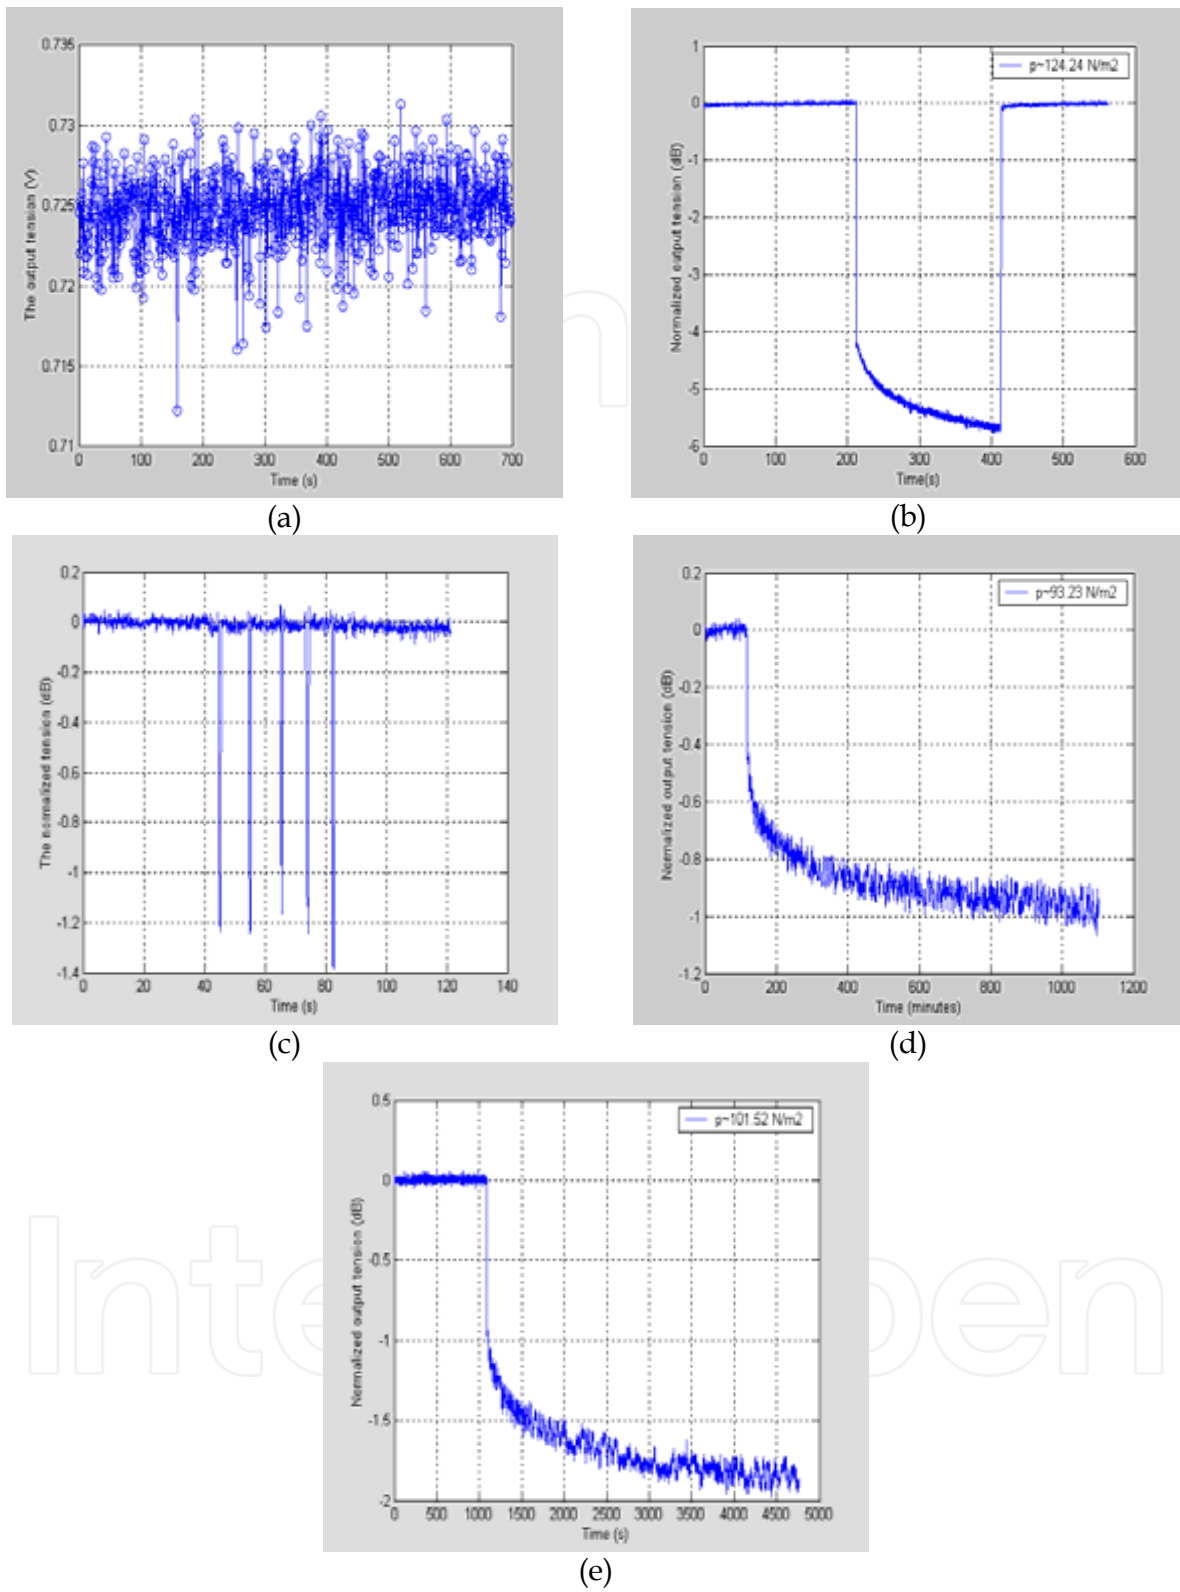 0.735
0.73
0.725
0.72
0.715
0.71
The output tension (V)
0 100 200 300 400 500 600 700
Time (s)
(a)
p~124.24 N/m2
1
0
-1
-2
-3
-4
-5
-6
Normalized output tension (dB)
0 100 200 300 400 500 600
Time(s)
(b)
0.2
0
-0.2
-0.4
-0.6
-0.8
-1
-1.2
-1.4
The normalized tension (dB)
0 20 40 60 80 100 120 140
Time (s)
(c)
p~93.23 N/m2
0.2
0
-0.2
-0.4
-0.6
-0.8
-1
-1.2
Normalized output tension (dB)
0 200 400 600 800 1000 1200
Time (minutes)
(d)
p~101.52 N/m2
0.5
0
-0.5
-1
-1.5
-2
Normalized output tension (dB)
0 500 1000 1500 2000 2500 3000 3500 4000 4500 5000
Time (s)
(e)